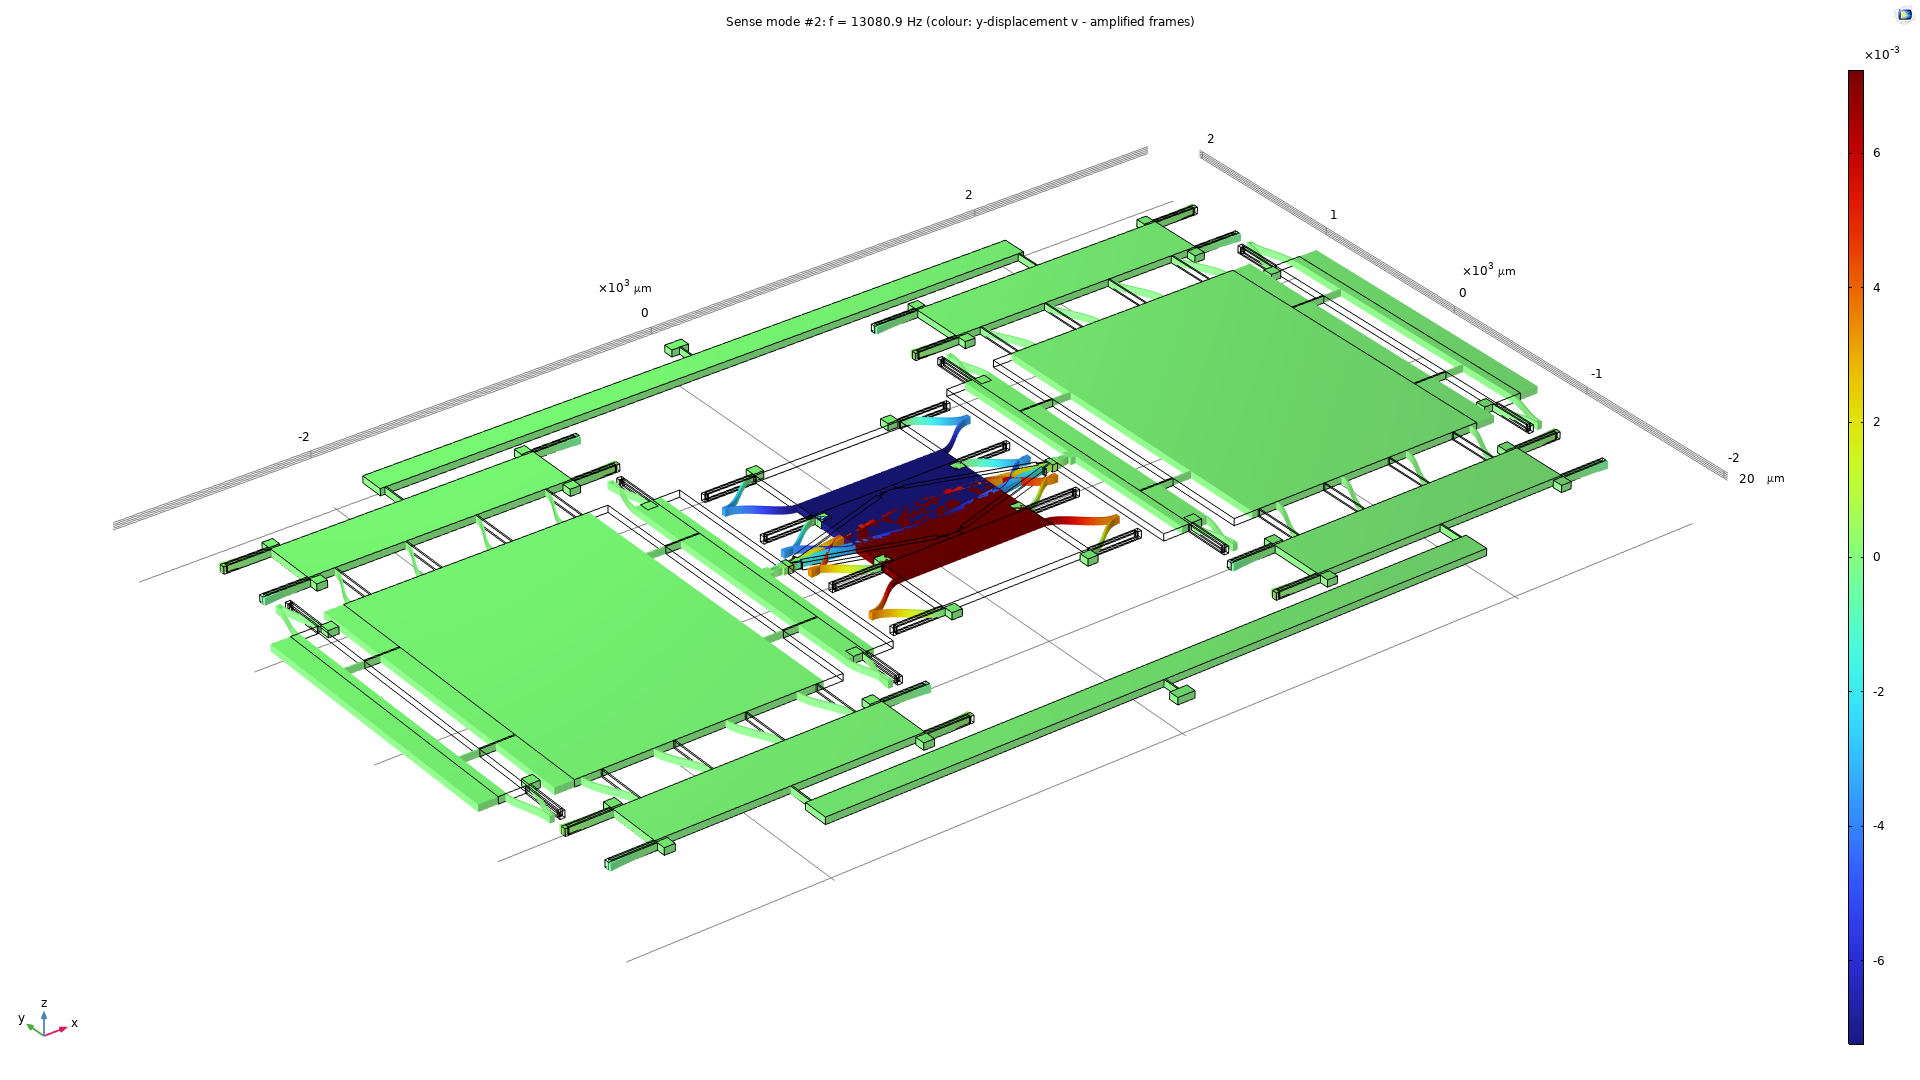 Sense mode #2: f = 13080.9 Hz (colour: y-displacement v - amplified frames)
×10⁻³
2
2
1
×10³ µm
0
×10³ µm
0
-1
-2
-2
20 µm
6
4
2
0
-2
-4
-6
z
y
x